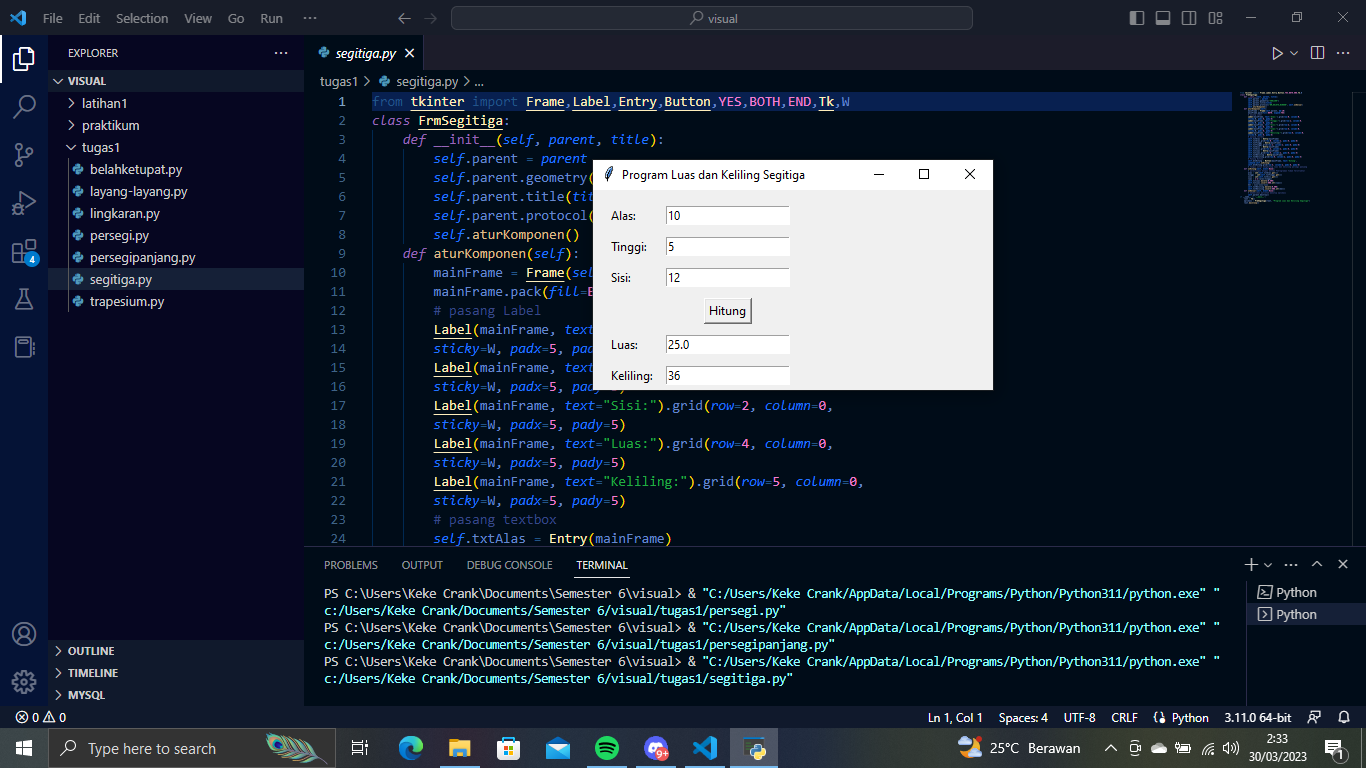 File Edit Selection View Go Run ··· visual
EXPLORER ···
VISUAL
latihan1
praktikum
tugas1
belahketupat.py
layang-layang.py
lingkaran.py
persegi.py
persegipanjang.py
segitiga.py
trapesium.py
OUTLINE
TIMELINE
MYSQL
4
segitiga.py
tugas1 > segitiga.py > ...
1 from tkinter import Frame,Label,Entry,Button,YES,BOTH,END,Tk,W
2 class FrmSegitiga:
3 def __init__(self, parent, title):
4 self.parent = parent
5 self.parent.geometry(
6 self.parent.title(tit
7 self.parent.protocol(
8 self.aturKomponen()
9 def aturKomponen(self):
10 mainFrame = Frame(sel
11 mainFrame.pack(fill=B
12 # pasang Label
13 Label(mainFrame, text
14 sticky=W, padx=5, pad
15 Label(mainFrame, text
16 sticky=W, padx=5, pady=5)
17 Label(mainFrame, text="Sisi:").grid(row=2, column=0,
18 sticky=W, padx=5, pady=5)
19 Label(mainFrame, text="Luas:").grid(row=4, column=0,
20 sticky=W, padx=5, pady=5)
21 Label(mainFrame, text="Keliling:").grid(row=5, column=0,
22 sticky=W, padx=5, pady=5)
23 # pasang textbox
24 self.txtAlas = Entry(mainFrame)
Program Luas dan Keliling Segitiga
Alas: 10
Tinggi: 5
Sisi: 12
Hitung
Luas: 25.0
Keliling: 36
PROBLEMS OUTPUT DEBUG CONSOLE TERMINAL
PS C:\Users\Keke Crank\Documents\Semester 6\visual> & "C:/Users/Keke Crank/AppData/Local/Programs/Python/Python311/python.exe" "
c:/Users/Keke Crank/Documents/Semester 6/visual/tugas1/persegi.py"
PS C:\Users\Keke Crank\Documents\Semester 6\visual> & "C:/Users/Keke Crank/AppData/Local/Programs/Python/Python311/python.exe" "
c:/Users/Keke Crank/Documents/Semester 6/visual/tugas1/persegipanjang.py"
PS C:\Users\Keke Crank\Documents\Semester 6\visual> & "C:/Users/Keke Crank/AppData/Local/Programs/Python/Python311/python.exe" "
c:/Users/Keke Crank/Documents/Semester 6/visual/tugas1/segitiga.py"
Python
Python
0 0 Ln 1, Col 1 Spaces: 4 UTF-8 CRLF Python 3.11.0 64-bit
Type here to search
9+
25°C Berawan
2:33
30/03/2023
1